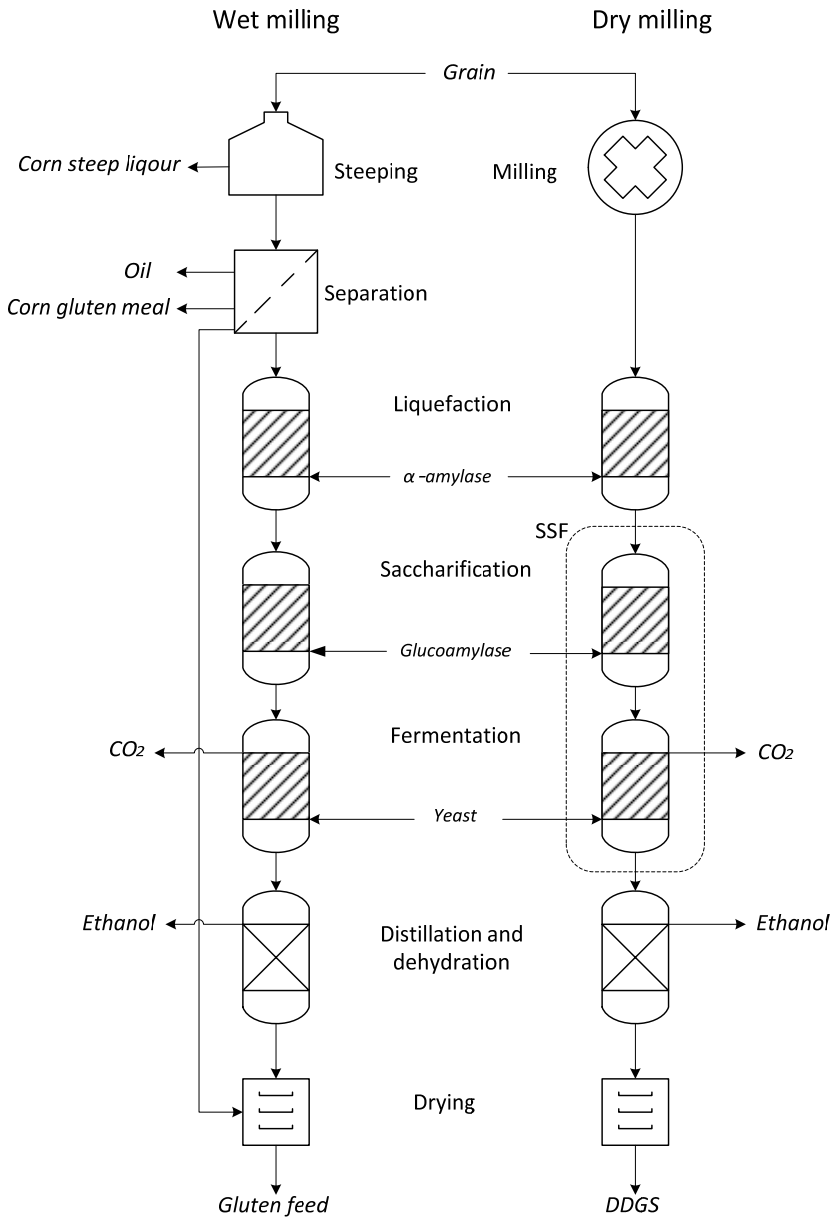 Wet milling
Dry milling
Grain
Corn steep liqour
Steeping
Milling
Oil
Corn gluten meal
Separation
Liquefaction
α-amylase
SSF
Saccharification
Glucoamylase
Fermentation
CO₂
CO₂
Yeast
Ethanol
Distillation and
dehydration
Ethanol
Drying
Gluten feed
DDGS